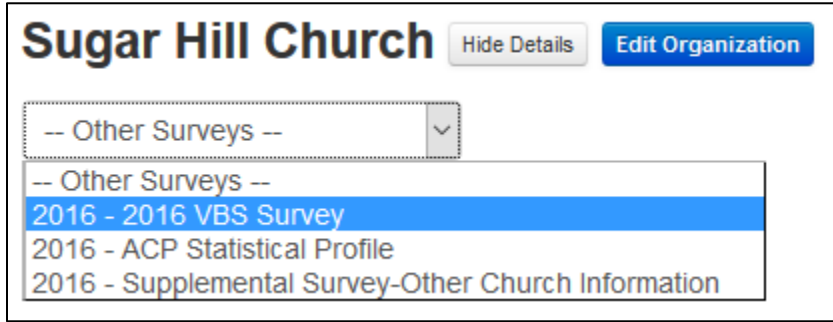 Sugar Hill Church Hide Details Edit Organization
-- Other Surveys --
-- Other Surveys --
2016 - 2016 VBS Survey
2016 - ACP Statistical Profile
2016 - Supplemental Survey-Other Church Information